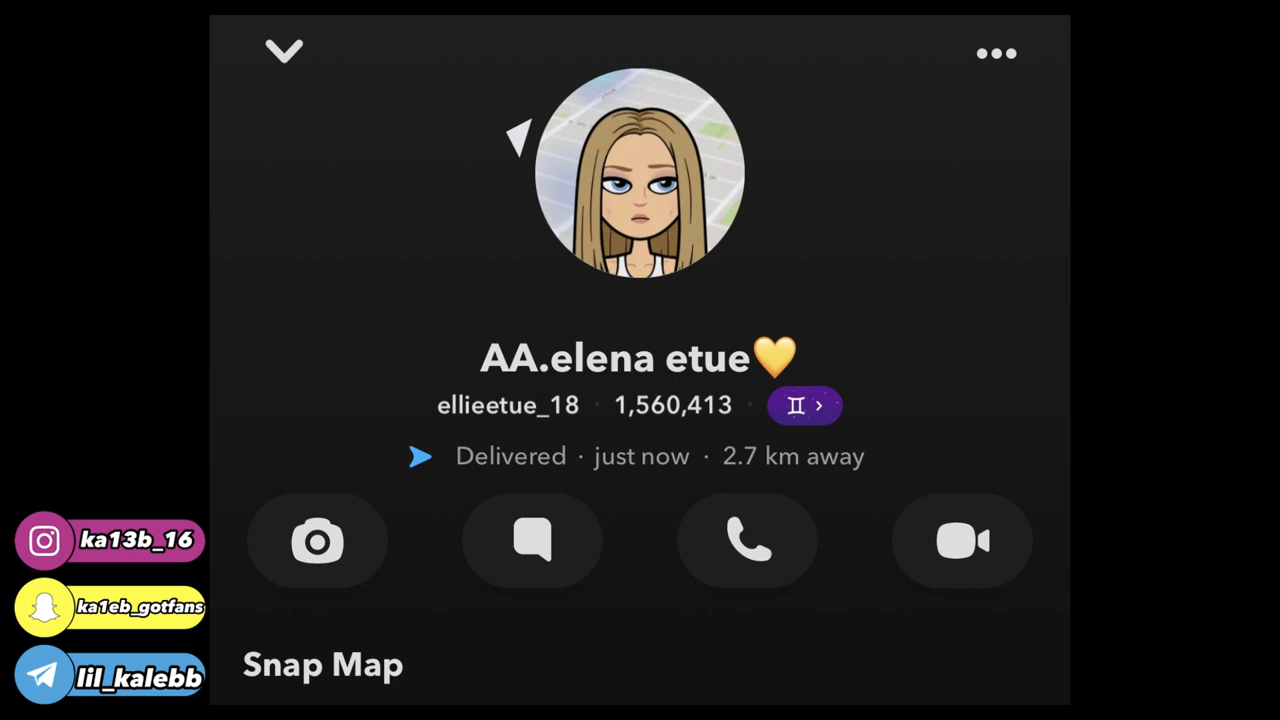 AA.elena etue💛
ellieetue_18 · 1,560,413 · ♊ ›
Delivered · just now · 2.7 km away
ka13b_16
ka1eb_gotfans
lil_kalebb
Snap Map